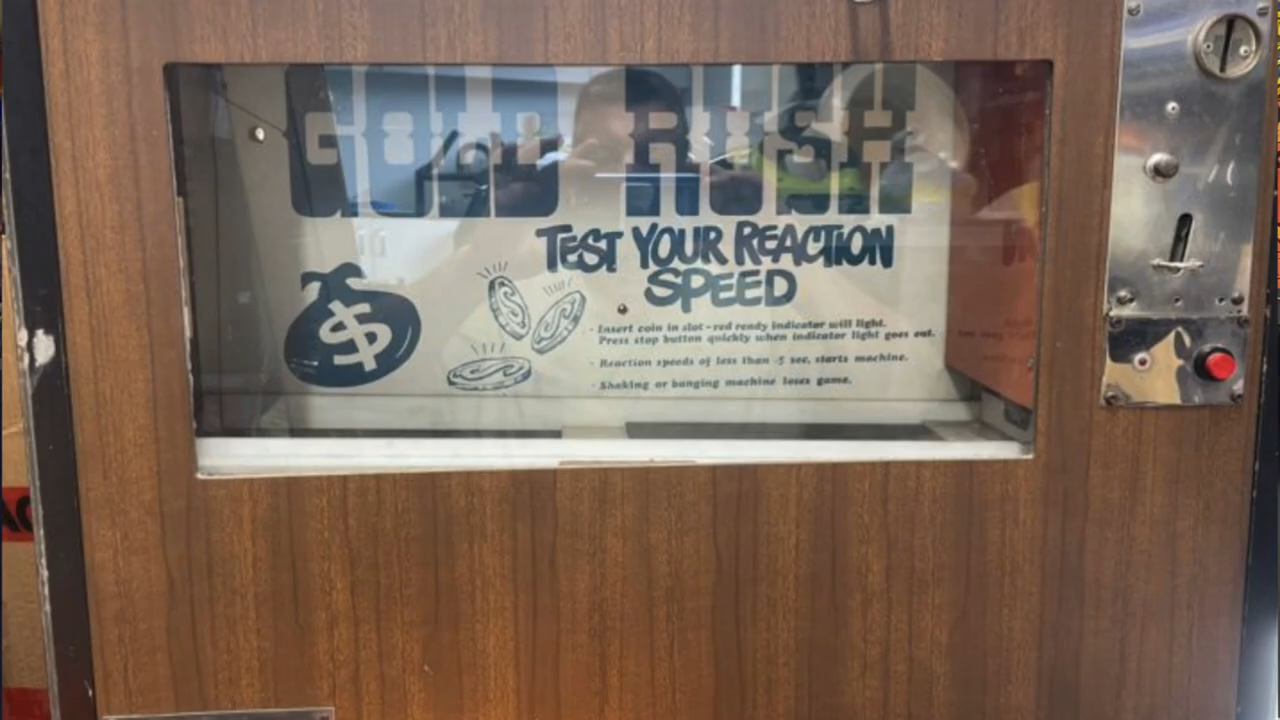 GOLD RUSH
TEST YOUR REACTION
SPEED
$
- Insert coin in slot - red ready indicator will light.
Press stop button quickly when indicator light goes out.
- Reaction speeds of less than .5 sec. starts machine.
- Shaking or banging machine loses game.